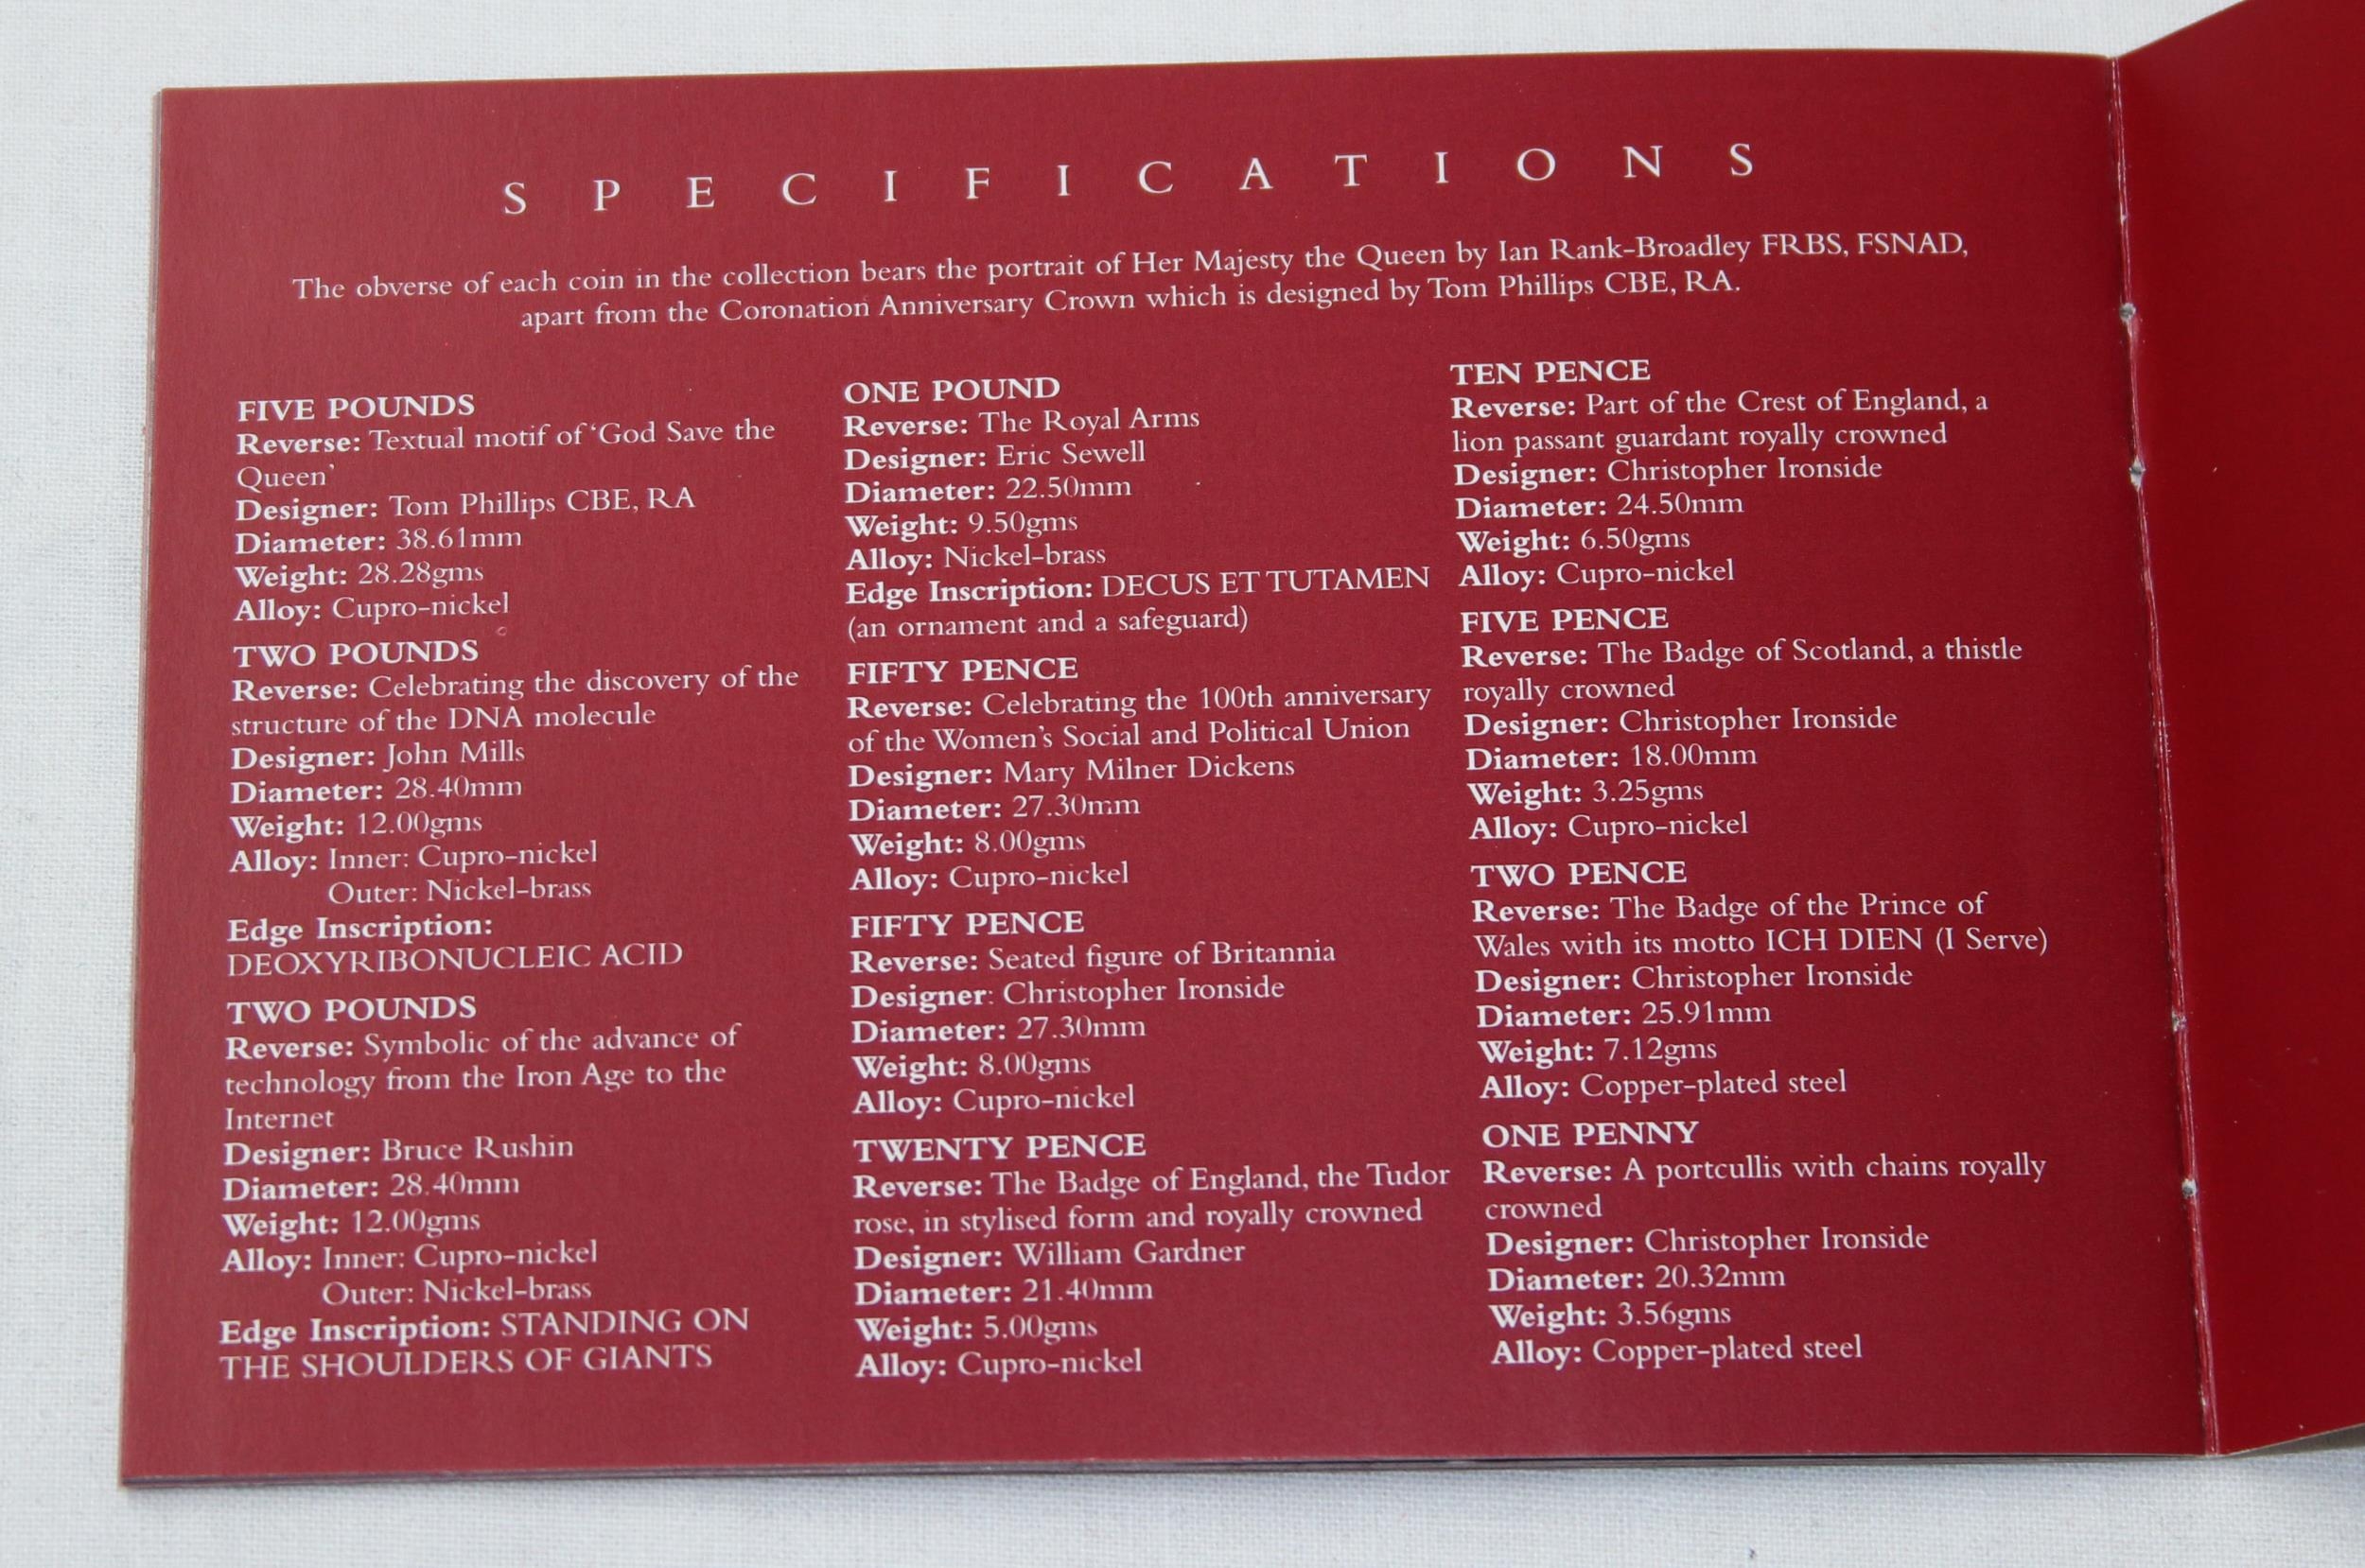 SPECIFICATIONS
The obverse of each coin in the collection bears the portrait of Her Majesty the Queen by Ian Rank-Broadley FRBS, FSNAD,
apart from the Coronation Anniversary Crown which is designed by Tom Phillips CBE, RA.
FIVE POUNDS
Reverse: Textual motif of ‘God Save the
Queen’
Designer: Tom Phillips CBE, RA
Diameter: 38.61mm
Weight: 28.28gms
Alloy: Cupro-nickel
TWO POUNDS
Reverse: Celebrating the discovery of the
structure of the DNA molecule
Designer: John Mills
Diameter: 28.40mm
Weight: 12.00gms
Alloy: Inner: Cupro-nickel
Outer: Nickel-brass
Edge Inscription:
DEOXYRIBONUCLEIC ACID
TWO POUNDS
Reverse: Symbolic of the advance of
technology from the Iron Age to the
Internet
Designer: Bruce Rushin
Diameter: 28.40mm
Weight: 12.00gms
Alloy: Inner: Cupro-nickel
Outer: Nickel-brass
Edge Inscription: STANDING ON
THE SHOULDERS OF GIANTS
ONE POUND
Reverse: The Royal Arms
Designer: Eric Sewell
Diameter: 22.50mm
Weight: 9.50gms
Alloy: Nickel-brass
Edge Inscription: DECUS ET TUTAMEN
(an ornament and a safeguard)
FIFTY PENCE
Reverse: Celebrating the 100th anniversary
of the Women’s Social and Political Union
Designer: Mary Milner Dickens
Diameter: 27.30mm
Weight: 8.00gms
Alloy: Cupro-nickel
FIFTY PENCE
Reverse: Seated figure of Britannia
Designer: Christopher Ironside
Diameter: 27.30mm
Weight: 8.00gms
Alloy: Cupro-nickel
TWENTY PENCE
Reverse: The Badge of England, the Tudor
rose, in stylised form and royally crowned
Designer: William Gardner
Diameter: 21.40mm
Weight: 5.00gms
Alloy: Cupro-nickel
TEN PENCE
Reverse: Part of the Crest of England, a
lion passant guardant royally crowned
Designer: Christopher Ironside
Diameter: 24.50mm
Weight: 6.50gms
Alloy: Cupro-nickel
FIVE PENCE
Reverse: The Badge of Scotland, a thistle
royally crowned
Designer: Christopher Ironside
Diameter: 18.00mm
Weight: 3.25gms
Alloy: Cupro-nickel
TWO PENCE
Reverse: The Badge of the Prince of
Wales with its motto ICH DIEN (I Serve)
Designer: Christopher Ironside
Diameter: 25.91mm
Weight: 7.12gms
Alloy: Copper-plated steel
ONE PENNY
Reverse: A portcullis with chains royally
crowned
Designer: Christopher Ironside
Diameter: 20.32mm
Weight: 3.56gms
Alloy: Copper-plated steel